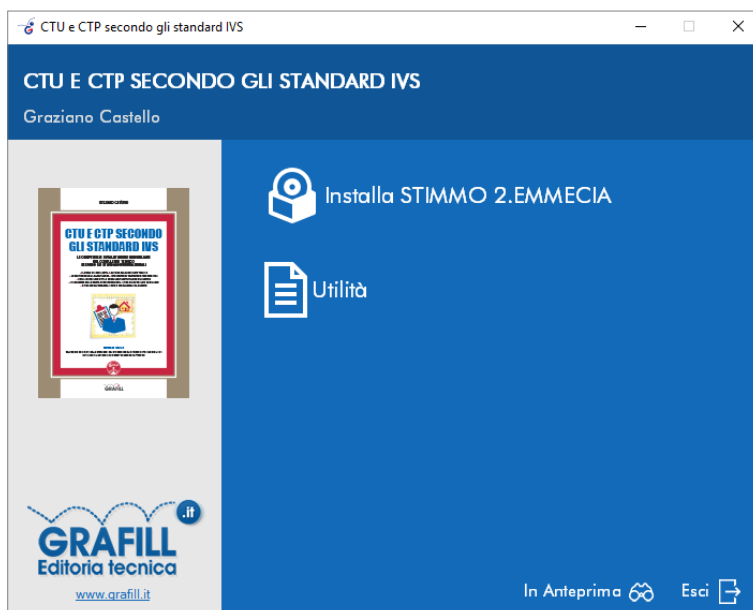 CTU e CTP secondo gli standard IVS
CTU E CTP SECONDO GLI STANDARD IVS
Graziano Castello
Installa STIMMO 2.EMMECIA
Utilità
CTU E CTP SECONDO
GLI STANDARD IVS
GRAFILL
.it
GRAFILL
Editoria tecnica
www.grafill.it
In Anteprima
Esci